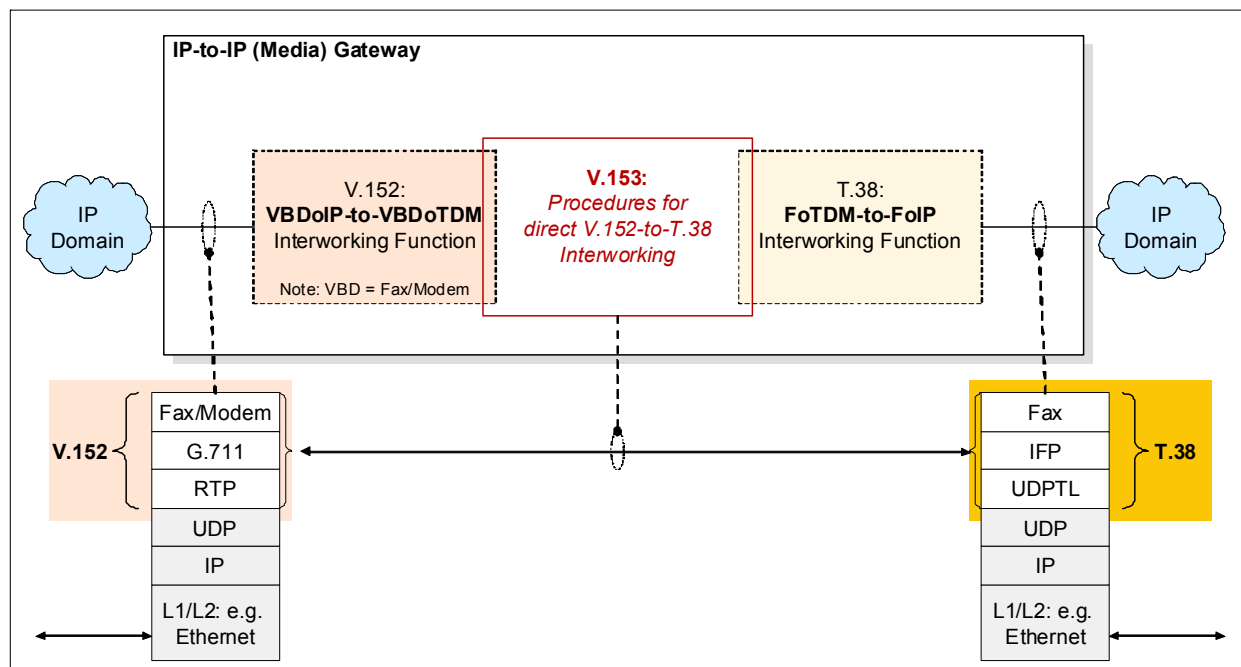 IP-to-IP (Media) Gateway
IP
Domain
V.152:
VBDoIP-to-VBDoTDM
Interworking Function
Note: VBD = Fax/Modem
V.153:
Procedures for
direct V.152-to-T.38
Interworking
T.38:
FoTDM-to-FoIP
Interworking Function
IP
Domain
V.152
Fax/Modem
G.711
RTP
UDP
IP
L1/L2: e.g.
Ethernet
Fax
IFP
UDPTL
UDP
IP
L1/L2: e.g.
Ethernet
T.38